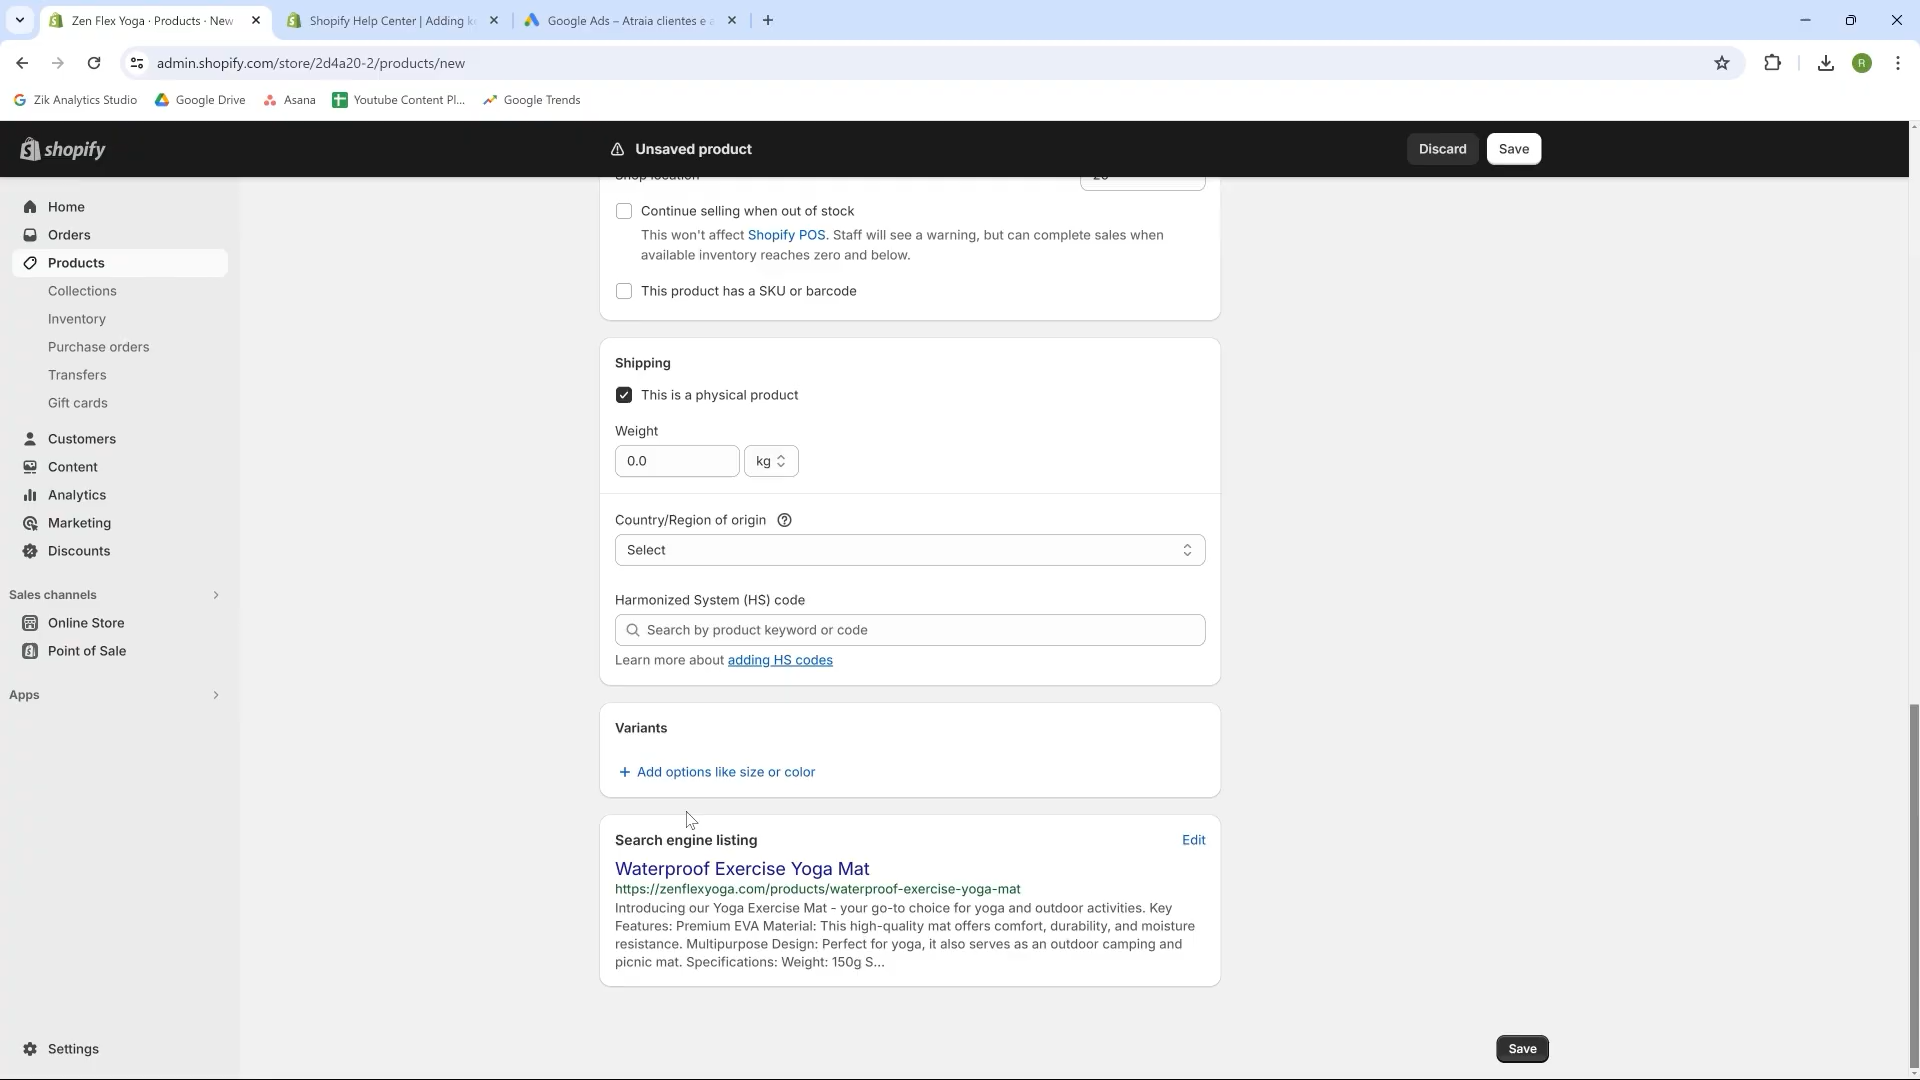 Zen Flex Yoga · Products · New
Shopify Help Center | Adding k
Google Ads – Atraia clientes e a
admin.shopify.com/store/2d4a20-2/products/new
R
Zik Analytics Studio
Google Drive
Asana
Youtube Content Pl...
Google Trends
shopify
Unsaved product
Discard
Save
Home
Orders
Products
Collections
Inventory
Purchase orders
Transfers
Gift cards
Customers
Content
Analytics
Marketing
Discounts
Sales channels
Online Store
Point of Sale
Apps
Settings
Shop location
20
Continue selling when out of stock
This won't affect Shopify POS. Staff will see a warning, but can complete sales when
available inventory reaches zero and below.
This product has a SKU or barcode
Shipping
This is a physical product
Weight
0.0
kg
Country/Region of origin
Select
Harmonized System (HS) code
Search by product keyword or code
Learn more about adding HS codes
Variants
+ Add options like size or color
Search engine listing
Edit
Waterproof Exercise Yoga Mat
https://zenflexyoga.com/products/waterproof-exercise-yoga-mat
Introducing our Yoga Exercise Mat - your go-to choice for yoga and outdoor activities. Key
Features: Premium EVA Material: This high-quality mat offers comfort, durability, and moisture
resistance. Multipurpose Design: Perfect for yoga, it also serves as an outdoor camping and
picnic mat. Specifications: Weight: 150g S...
Save